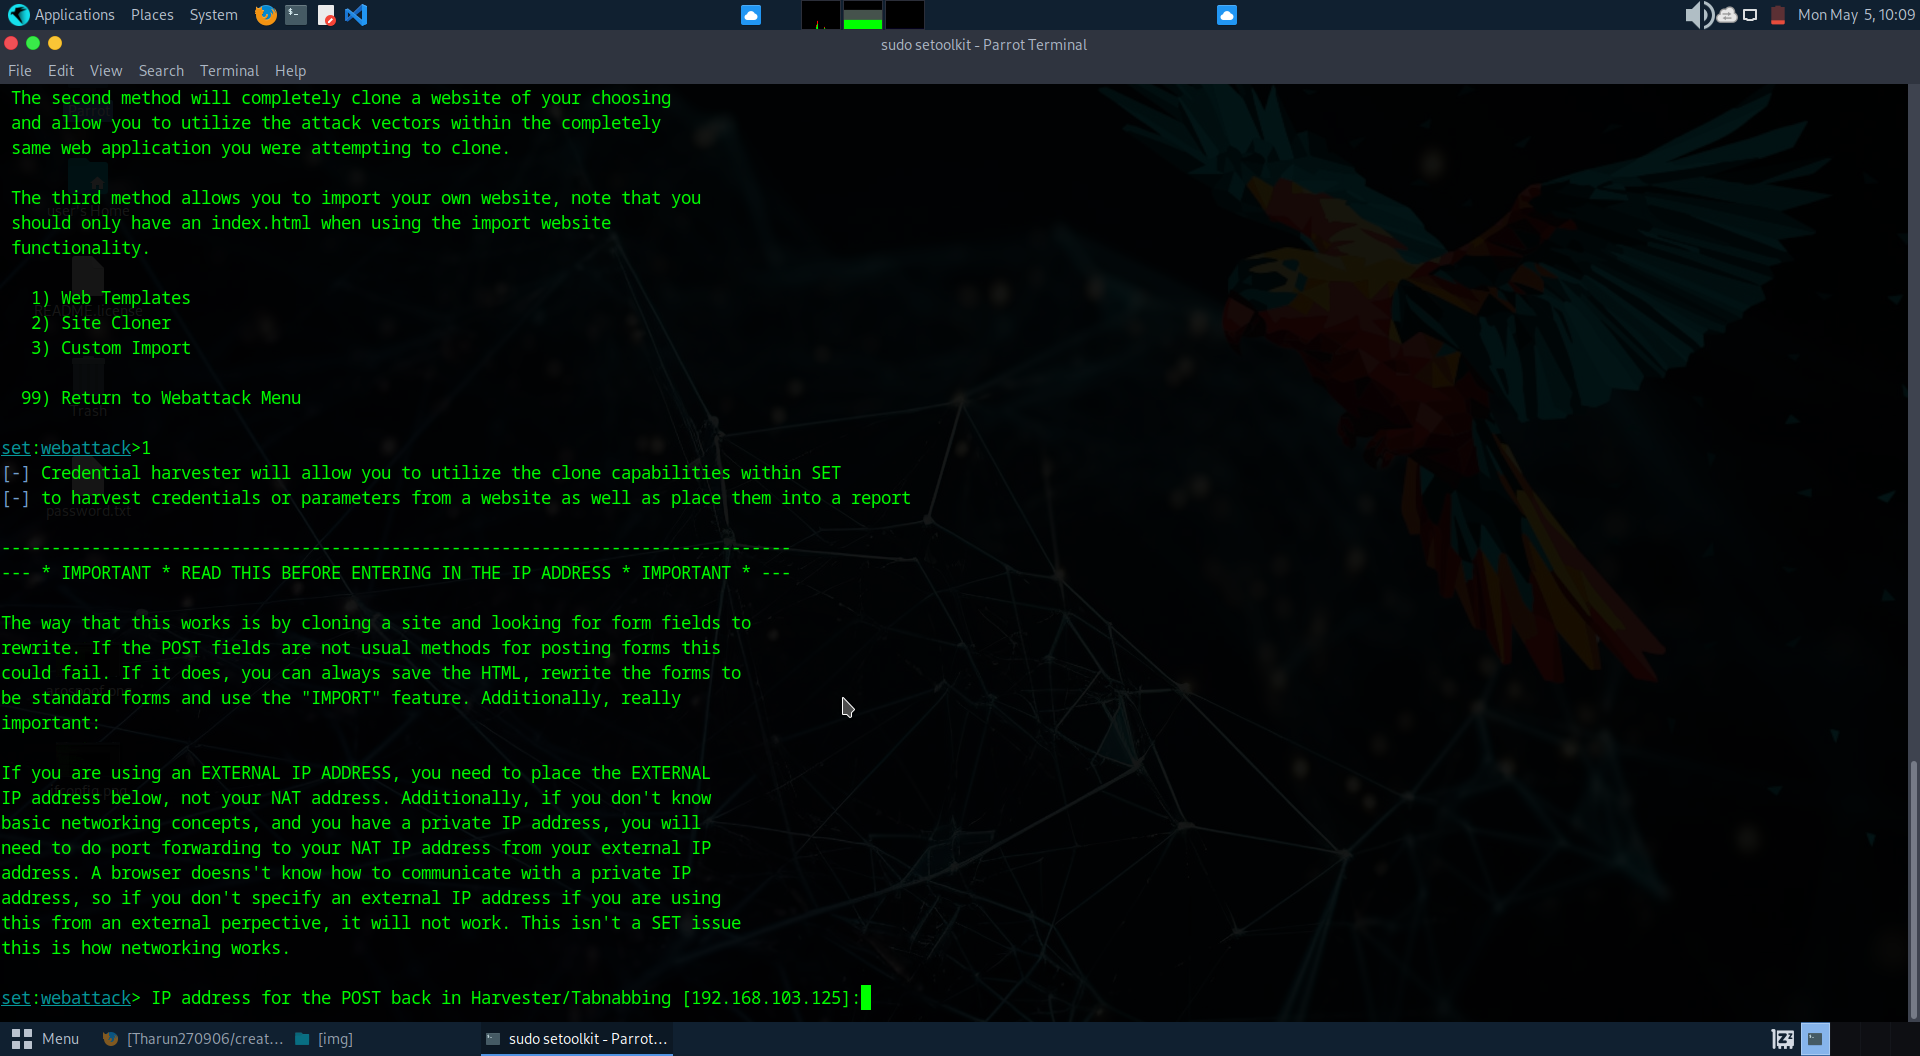 Applications Places System
Mon May 5, 10:09
sudo setoolkit - Parrot Terminal
File Edit View Search Terminal Help
The second method will completely clone a website of your choosing
and allow you to utilize the attack vectors within the completely
same web application you were attempting to clone.
The third method allows you to import your own website, note that you
should only have an index.html when using the import website
functionality.
1) Web Templates
README.license
2) Site Cloner
3) Custom Import
99) Return to Webattack Menu
Trash
set:webattack>1
[-] Credential harvester will allow you to utilize the clone capabilities within SET
[-] to harvest credentials or parameters from a website as well as place them into a report
password.txt
-------------------------------------------------------------------------------
--- * IMPORTANT * READ THIS BEFORE ENTERING IN THE IP ADDRESS * IMPORTANT * ---
The way that this works is by cloning a site and looking for form fields to
rewrite. If the POST fields are not usual methods for posting forms this
could fail. If it does, you can always save the HTML, rewrite the forms to
be standard forms and use the "IMPORT" feature. Additionally, really
important:
If you are using an EXTERNAL IP ADDRESS, you need to place the EXTERNAL
IP address below, not your NAT address. Additionally, if you don't know
basic networking concepts, and you have a private IP address, you will
need to do port forwarding to your NAT IP address from your external IP
address. A browser doesns't know how to communicate with a private IP
address, so if you don't specify an external IP address if you are using
this from an external perpective, it will not work. This isn't a SET issue
this is how networking works.
set:webattack> IP address for the POST back in Harvester/Tabnabbing [192.168.103.125]:
Menu [Tharun270906/creat... [img] sudo setoolkit - Parrot...